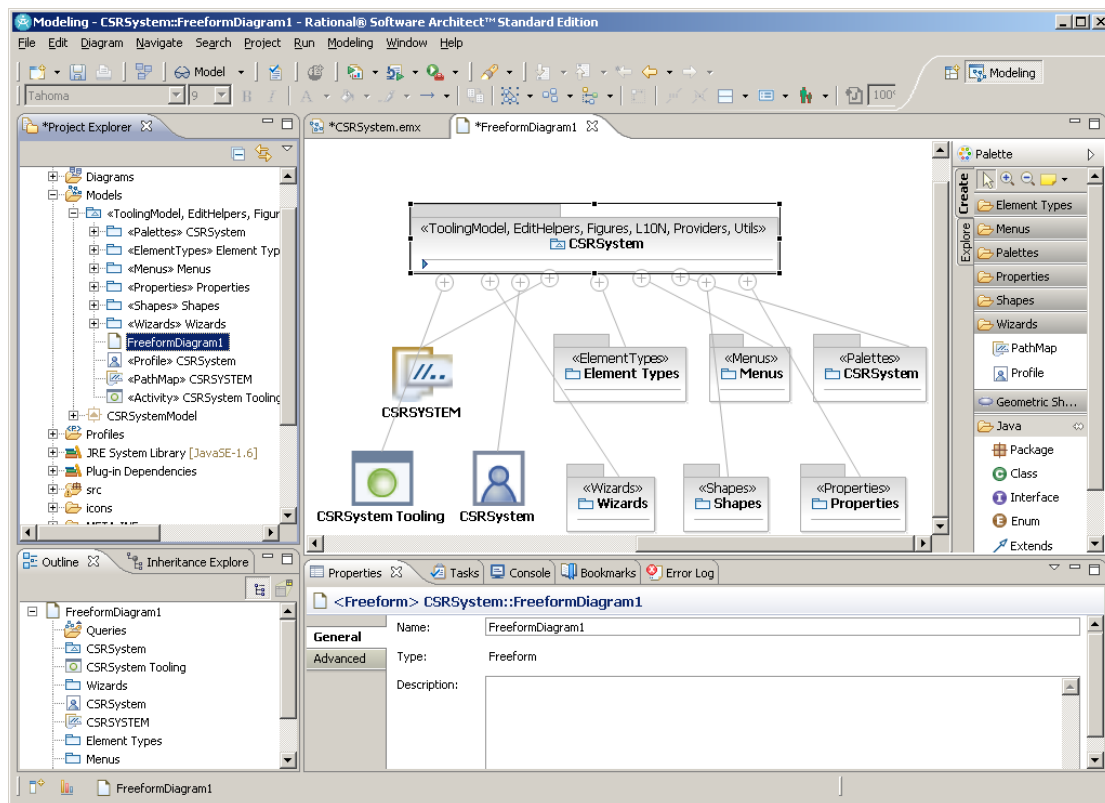 Modeling - CSRSystem::FreeformDiagram1 - Rational® Software Architect™ Standard Edition
File Edit Diagram Navigate Search Project Run Modeling Window Help
Model
Modeling
Tahoma 9 B I A 100%
*Project Explorer
Diagrams
Models
«ToolingModel, EditHelpers, Figur
«Palettes» CSRSystem
«ElementTypes» Element Typ
«Menus» Menus
«Properties» Properties
«Shapes» Shapes
«Wizards» Wizards
FreeformDiagram1
«Profile» CSRSystem
«PathMap» CSRSYSTEM
«Activity» CSRSystem Tooling
CSRSystemModel
Profiles
JRE System Library [JavaSE-1.6]
Plug-in Dependencies
src
icons
*CSRSystem.emx
*FreeformDiagram1
«ToolingModel, EditHelpers, Figures, L10N, Providers, Utils»
CSRSystem
CSRSYSTEM
«ElementTypes»
Element Types
«Menus»
Menus
«Palettes»
CSRSystem
CSRSystem Tooling
CSRSystem
«Wizards»
Wizards
«Shapes»
Shapes
«Properties»
Properties
Palette
Create
Explore
Element Types
Menus
Palettes
Properties
Shapes
Wizards
PathMap
Profile
Geometric Sh...
Java
Package
Class
Interface
Enum
Extends
Outline
Inheritance Explore
FreeformDiagram1
Queries
CSRSystem
CSRSystem Tooling
Wizards
CSRSystem
CSRSYSTEM
Element Types
Menus
Properties
Tasks
Console
Bookmarks
Error Log
<Freeform> CSRSystem::FreeformDiagram1
General
Advanced
Name: FreeformDiagram1
Type: Freeform
Description:
FreeformDiagram1